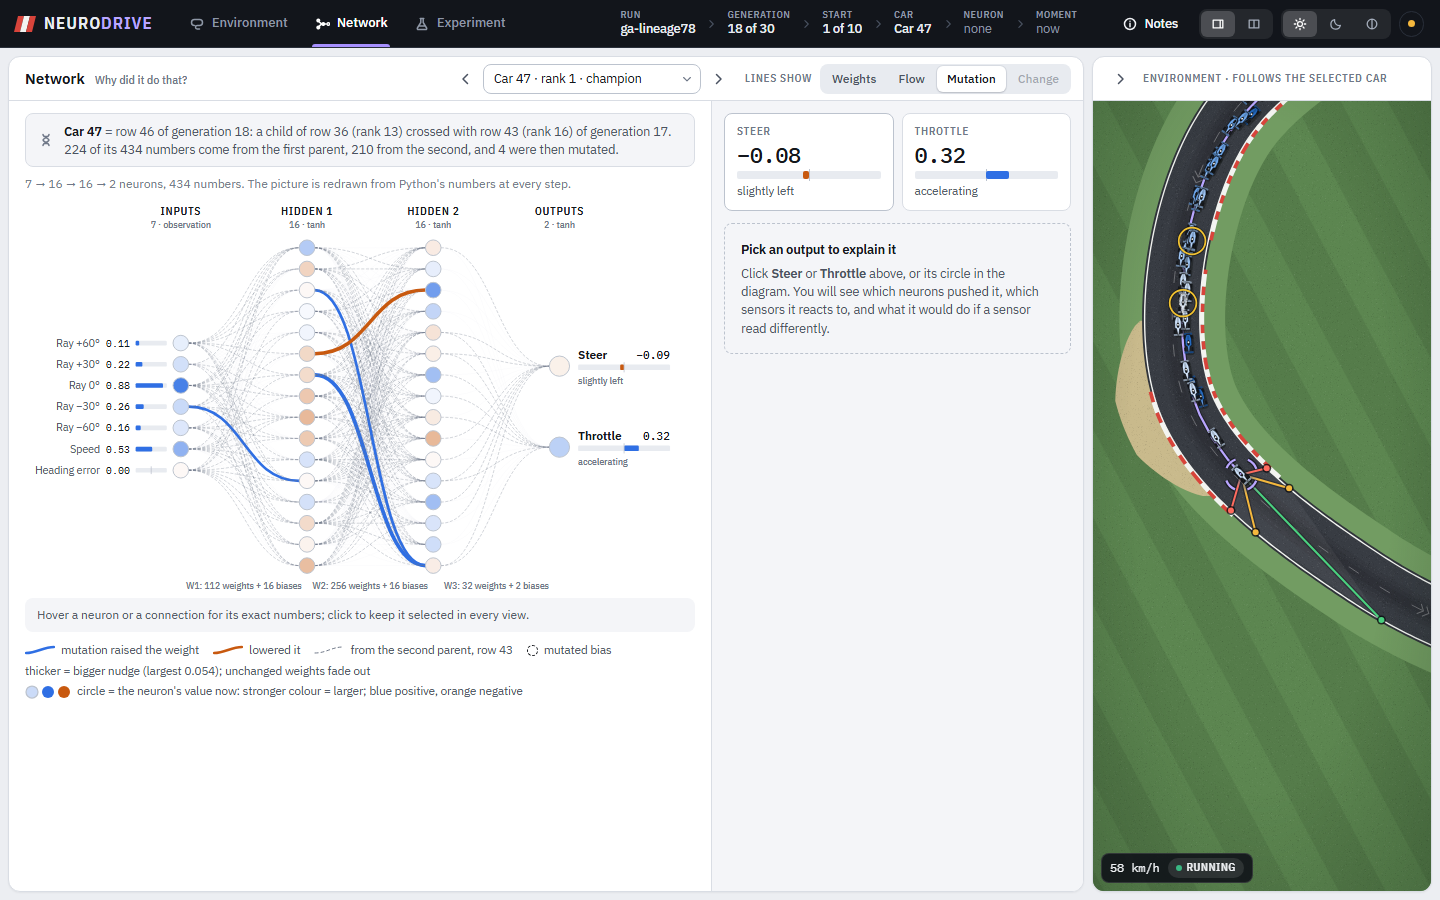 NEURODRIVE
Environment
Network
Experiment
RUN
ga-lineage78
GENERATION
18 of 30
START
1 of 10
CAR
Car 47
NEURON
none
MOMENT
now
Notes
Network Why did it do that?
Car 47 · rank 1 · champion
LINES SHOW
Weights
Flow
Mutation
Change
ENVIRONMENT · FOLLOWS THE SELECTED CAR
Car 47 = row 46 of generation 18: a child of row 36 (rank 13) crossed with row 43 (rank 16) of generation 17.
224 of its 434 numbers come from the first parent, 210 from the second, and 4 were then mutated.
7 → 16 → 16 → 2 neurons, 434 numbers. The picture is redrawn from Python's numbers at every step.
INPUTS
7 · observation
HIDDEN 1
16 · tanh
HIDDEN 2
16 · tanh
OUTPUTS
2 · tanh
Ray +60° 0.11
Ray +30° 0.22
Ray 0° 0.88
Ray −30° 0.26
Ray −60° 0.16
Speed 0.53
Heading error 0.00
Steer −0.09
slightly left
Throttle 0.32
accelerating
W1: 112 weights + 16 biases
W2: 256 weights + 16 biases
W3: 32 weights + 2 biases
Hover a neuron or a connection for its exact numbers; click to keep it selected in every view.
mutation raised the weight
lowered it
from the second parent, row 43
mutated bias
thicker = bigger nudge (largest 0.054); unchanged weights fade out
circle = the neuron's value now: stronger colour = larger; blue positive, orange negative
STEER
−0.08
slightly left
THROTTLE
0.32
accelerating
Pick an output to explain it
Click Steer or Throttle above, or its circle in the
diagram. You will see which neurons pushed it, which
sensors it reacts to, and what it would do if a sensor
read differently.
58 km/h
RUNNING